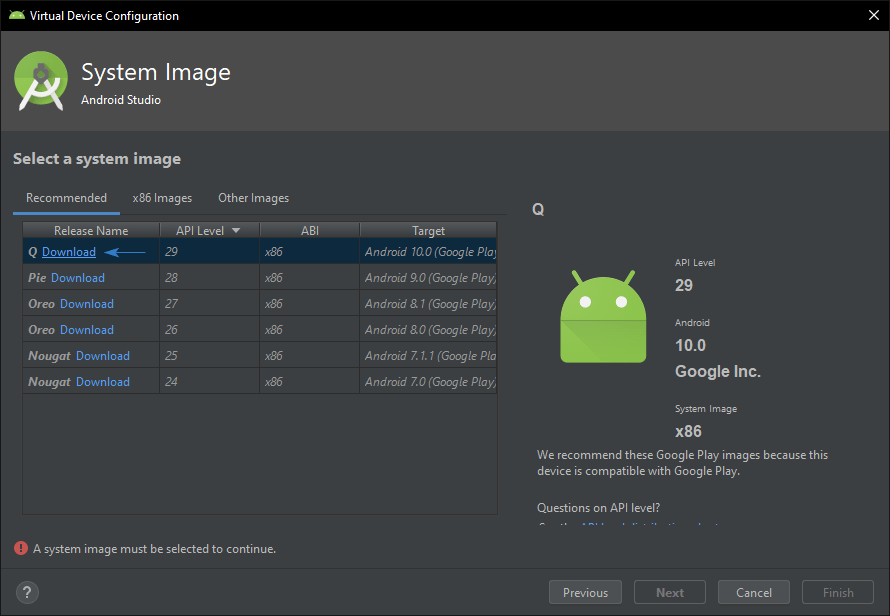 Virtual Device Configuration
System Image
Android Studio
Select a system image
Recommended x86 Images Other Images
Release Name API Level ABI Target
Q Download 29 x86 Android 10.0 (Google Play
Pie Download 28 x86 Android 9.0 (Google Play)
Oreo Download 27 x86 Android 8.1 (Google Play)
Oreo Download 26 x86 Android 8.0 (Google Play)
Nougat Download 25 x86 Android 7.1.1 (Google Pla
Nougat Download 24 x86 Android 7.0 (Google Play)
Q
API Level
29
Android
10.0
Google Inc.
System Image
x86
We recommend these Google Play images because this
device is compatible with Google Play.
Questions on API level?
! A system image must be selected to continue.
? Previous Next Cancel Finish